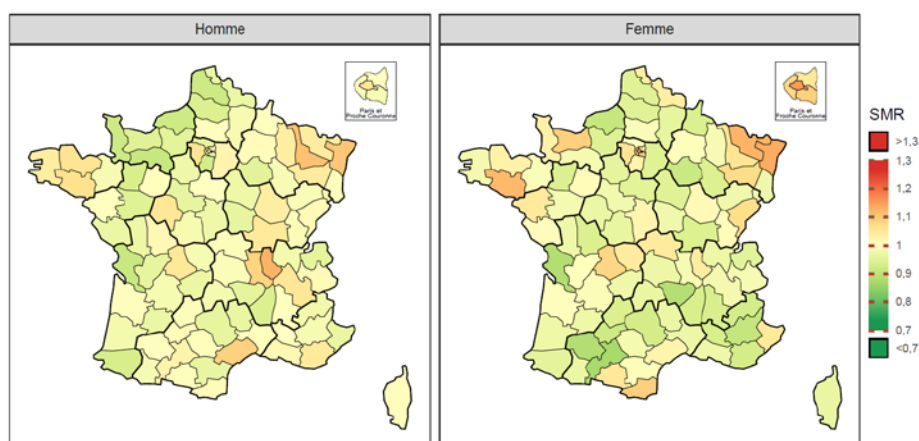 Homme
Femme
Paris et
Proche Couronne
Paris et
Proche Couronne
SMR
>1,3
1,3
1,2
1,1
1
0,9
0,8
0,7
<0,7